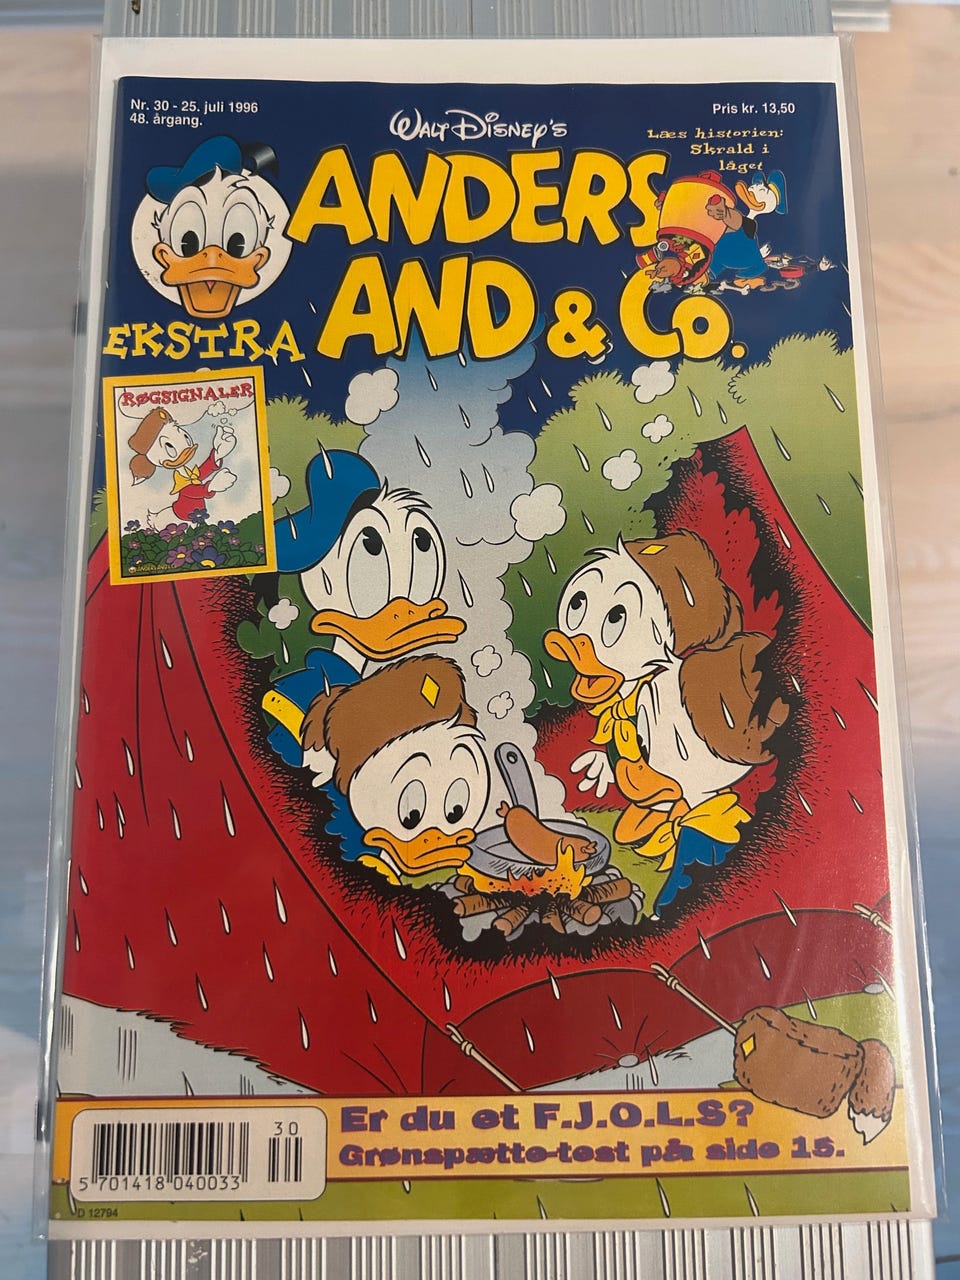 Nr. 30 - 25. juli 1996
48. årgang.
Pris kr. 13,50
WALT DISNEY'S
Læs historien:
Skrald i
låget
ANDERS
AND & Co.
EKSTRA
RØGSIGNALER
Er du et F.J.O.L.S?
Grønspætte-test på side 15.
30
5 701418 040033
D 12794